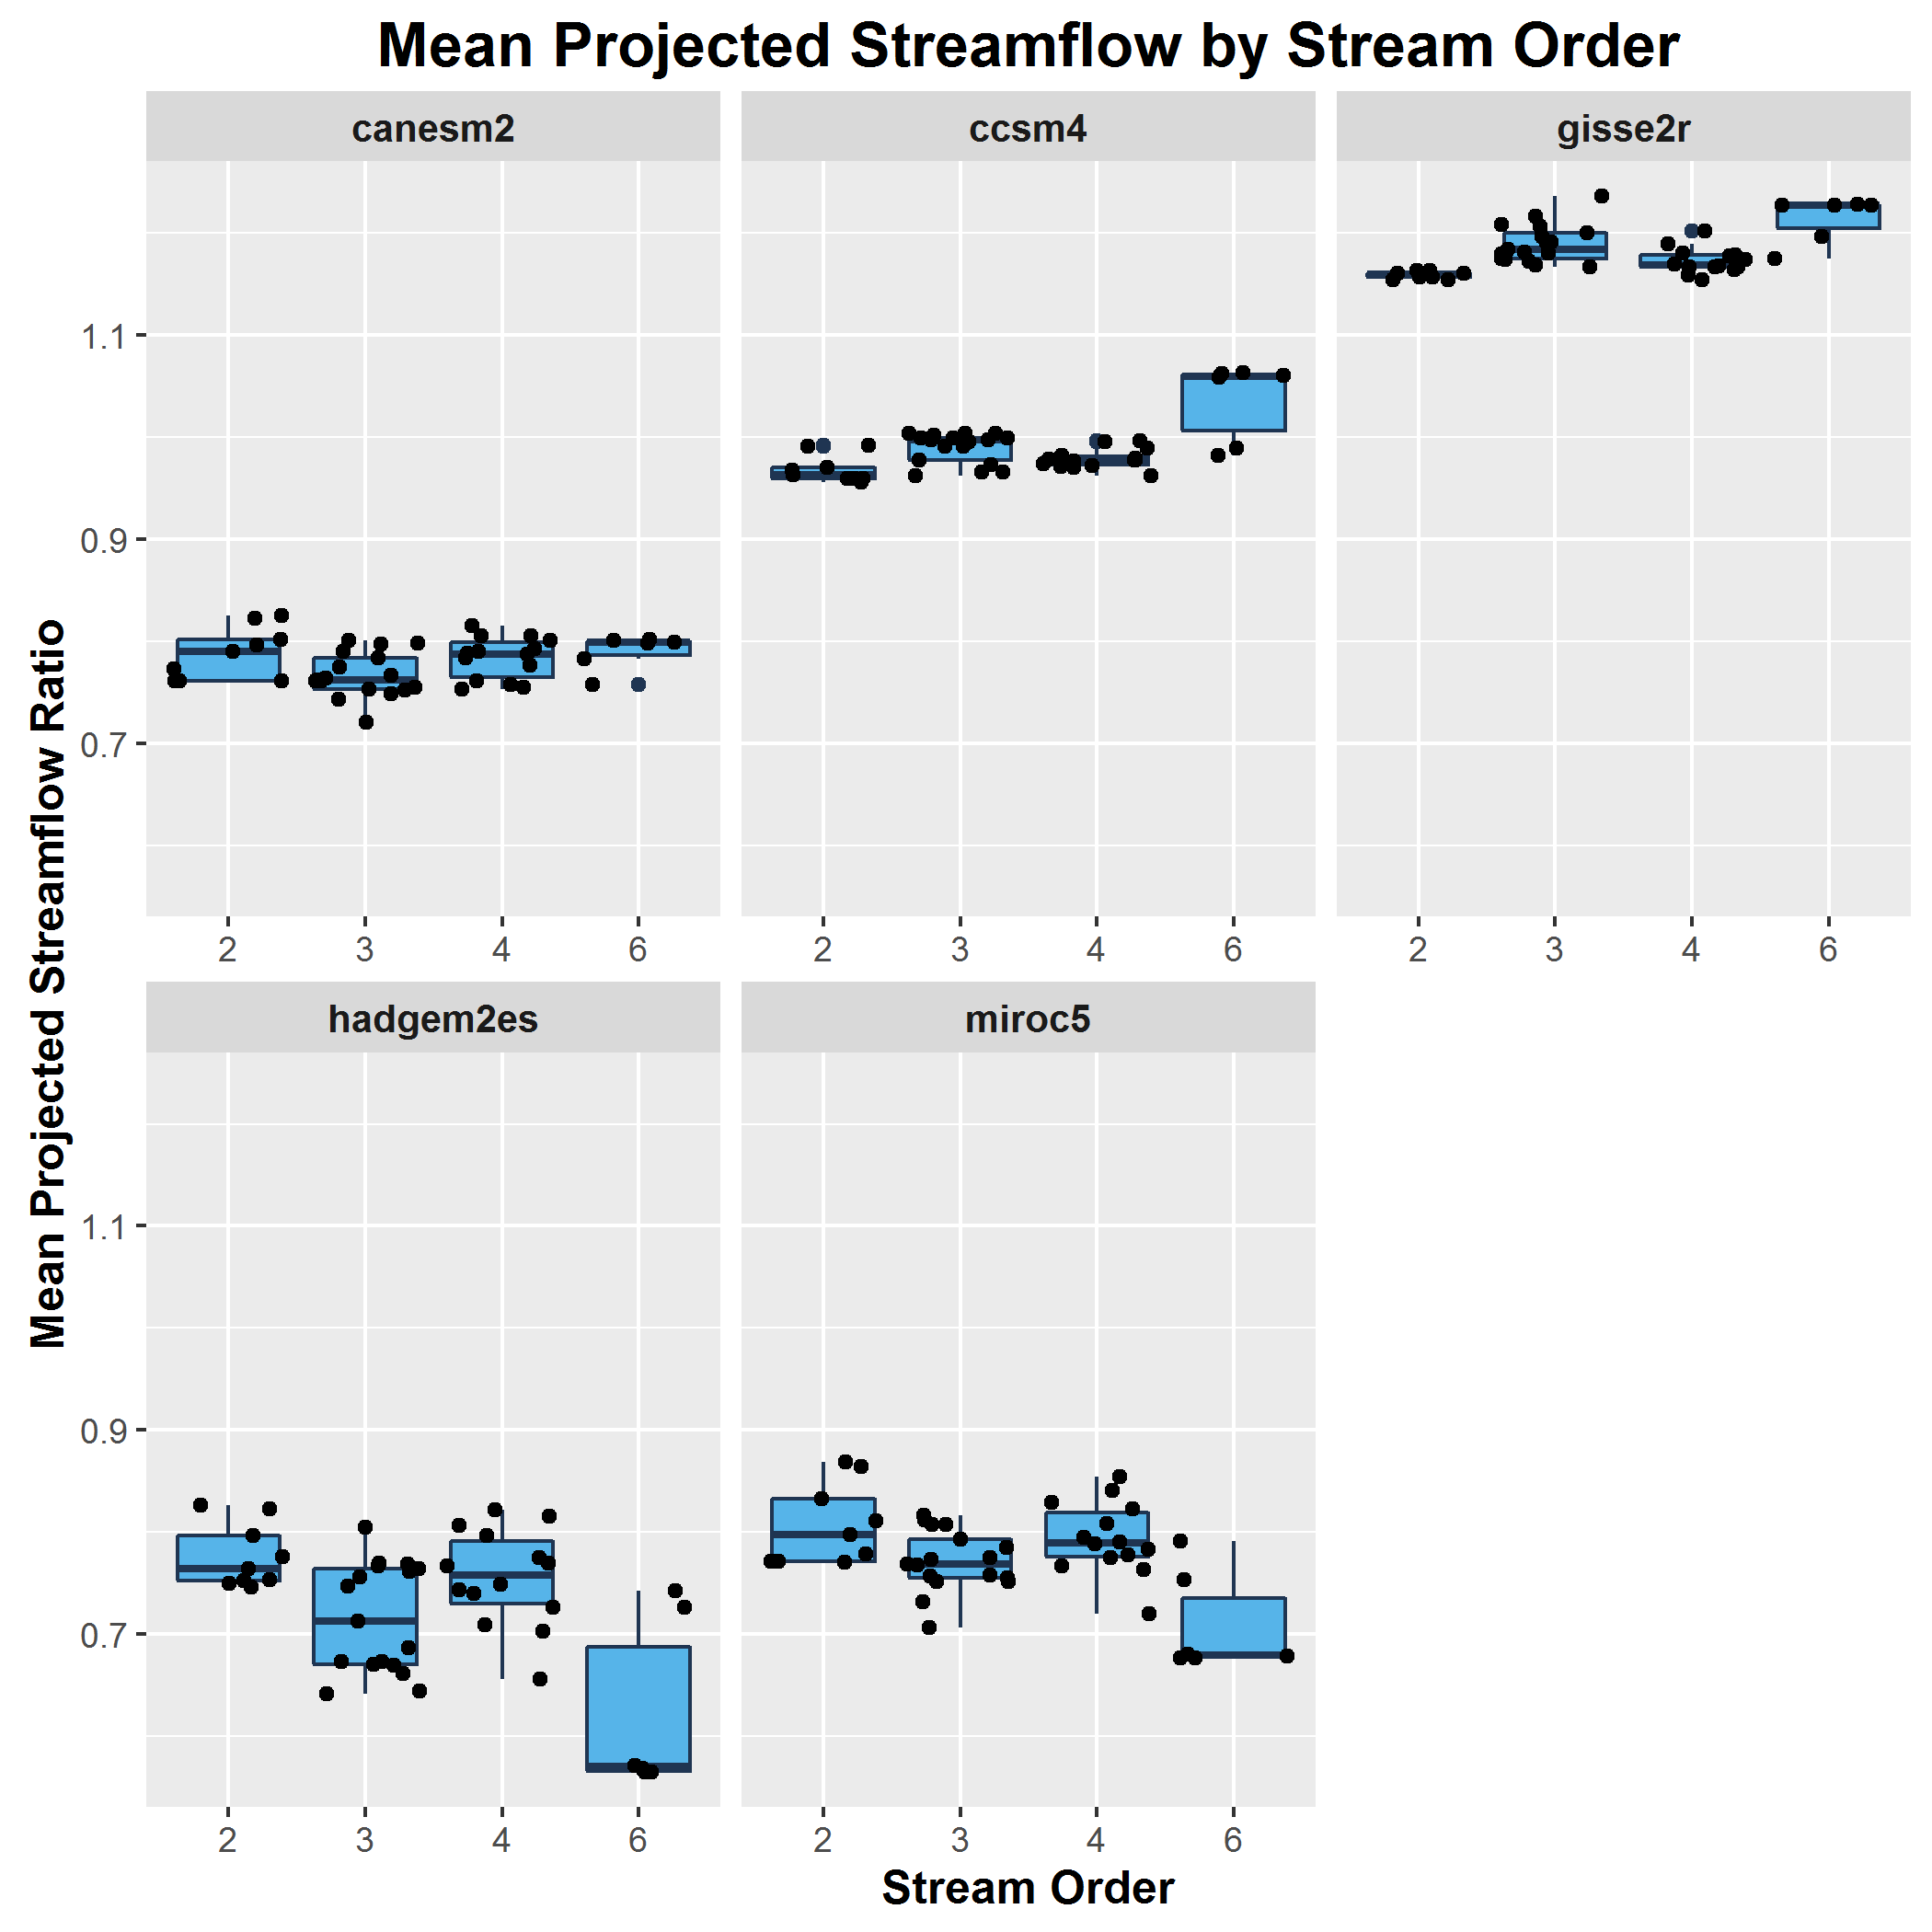 Mean Projected Streamflow by Stream Order
canesm2 ccsm4 gisse2r
1.1
0.9
0.7
2 3 4 6 2 3 4 6 2 3 4 6
Mean Projected Streamflow Ratio
hadgem2es miroc5
1.1
0.9
0.7
2 3 4 6 2 3 4 6
Stream Order